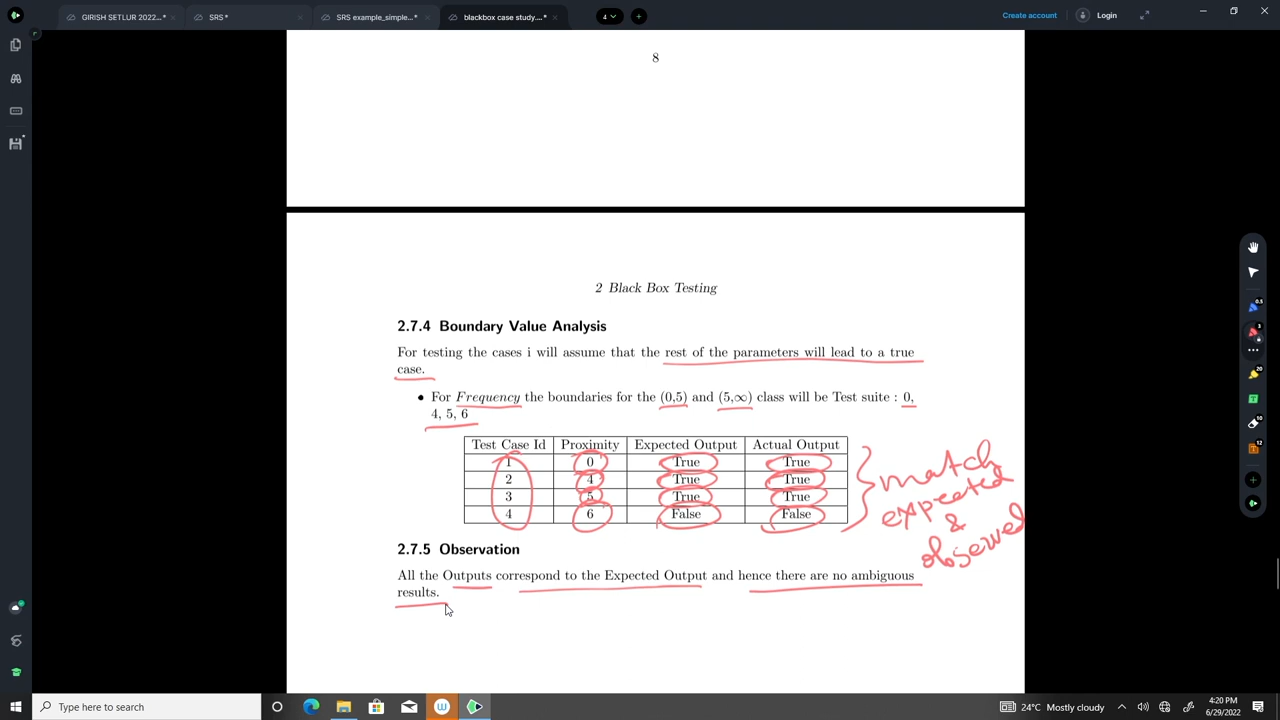 GIRISH SETLUR 2022...*
SRS*
SRS example_simple...*
blackbox case study....*
4
Create account
Login
8
2 Black Box Testing
2.7.4 Boundary Value Analysis
For testing the cases i will assume that the rest of the parameters will lead to a true
case.
• For Frequency the boundaries for the (0,5) and (5,∞) class will be Test suite : 0,
4, 5, 6
Test Case Id Proximity Expected Output Actual Output
1 0 True True
2 4 True True
3 5 True True
4 6 False False
match
expected
&
observed
2.7.5 Observation
All the Outputs correspond to the Expected Output and hence there are no ambiguous
results.
Type here to search
24°C Mostly cloudy
4:20 PM
6/29/2022